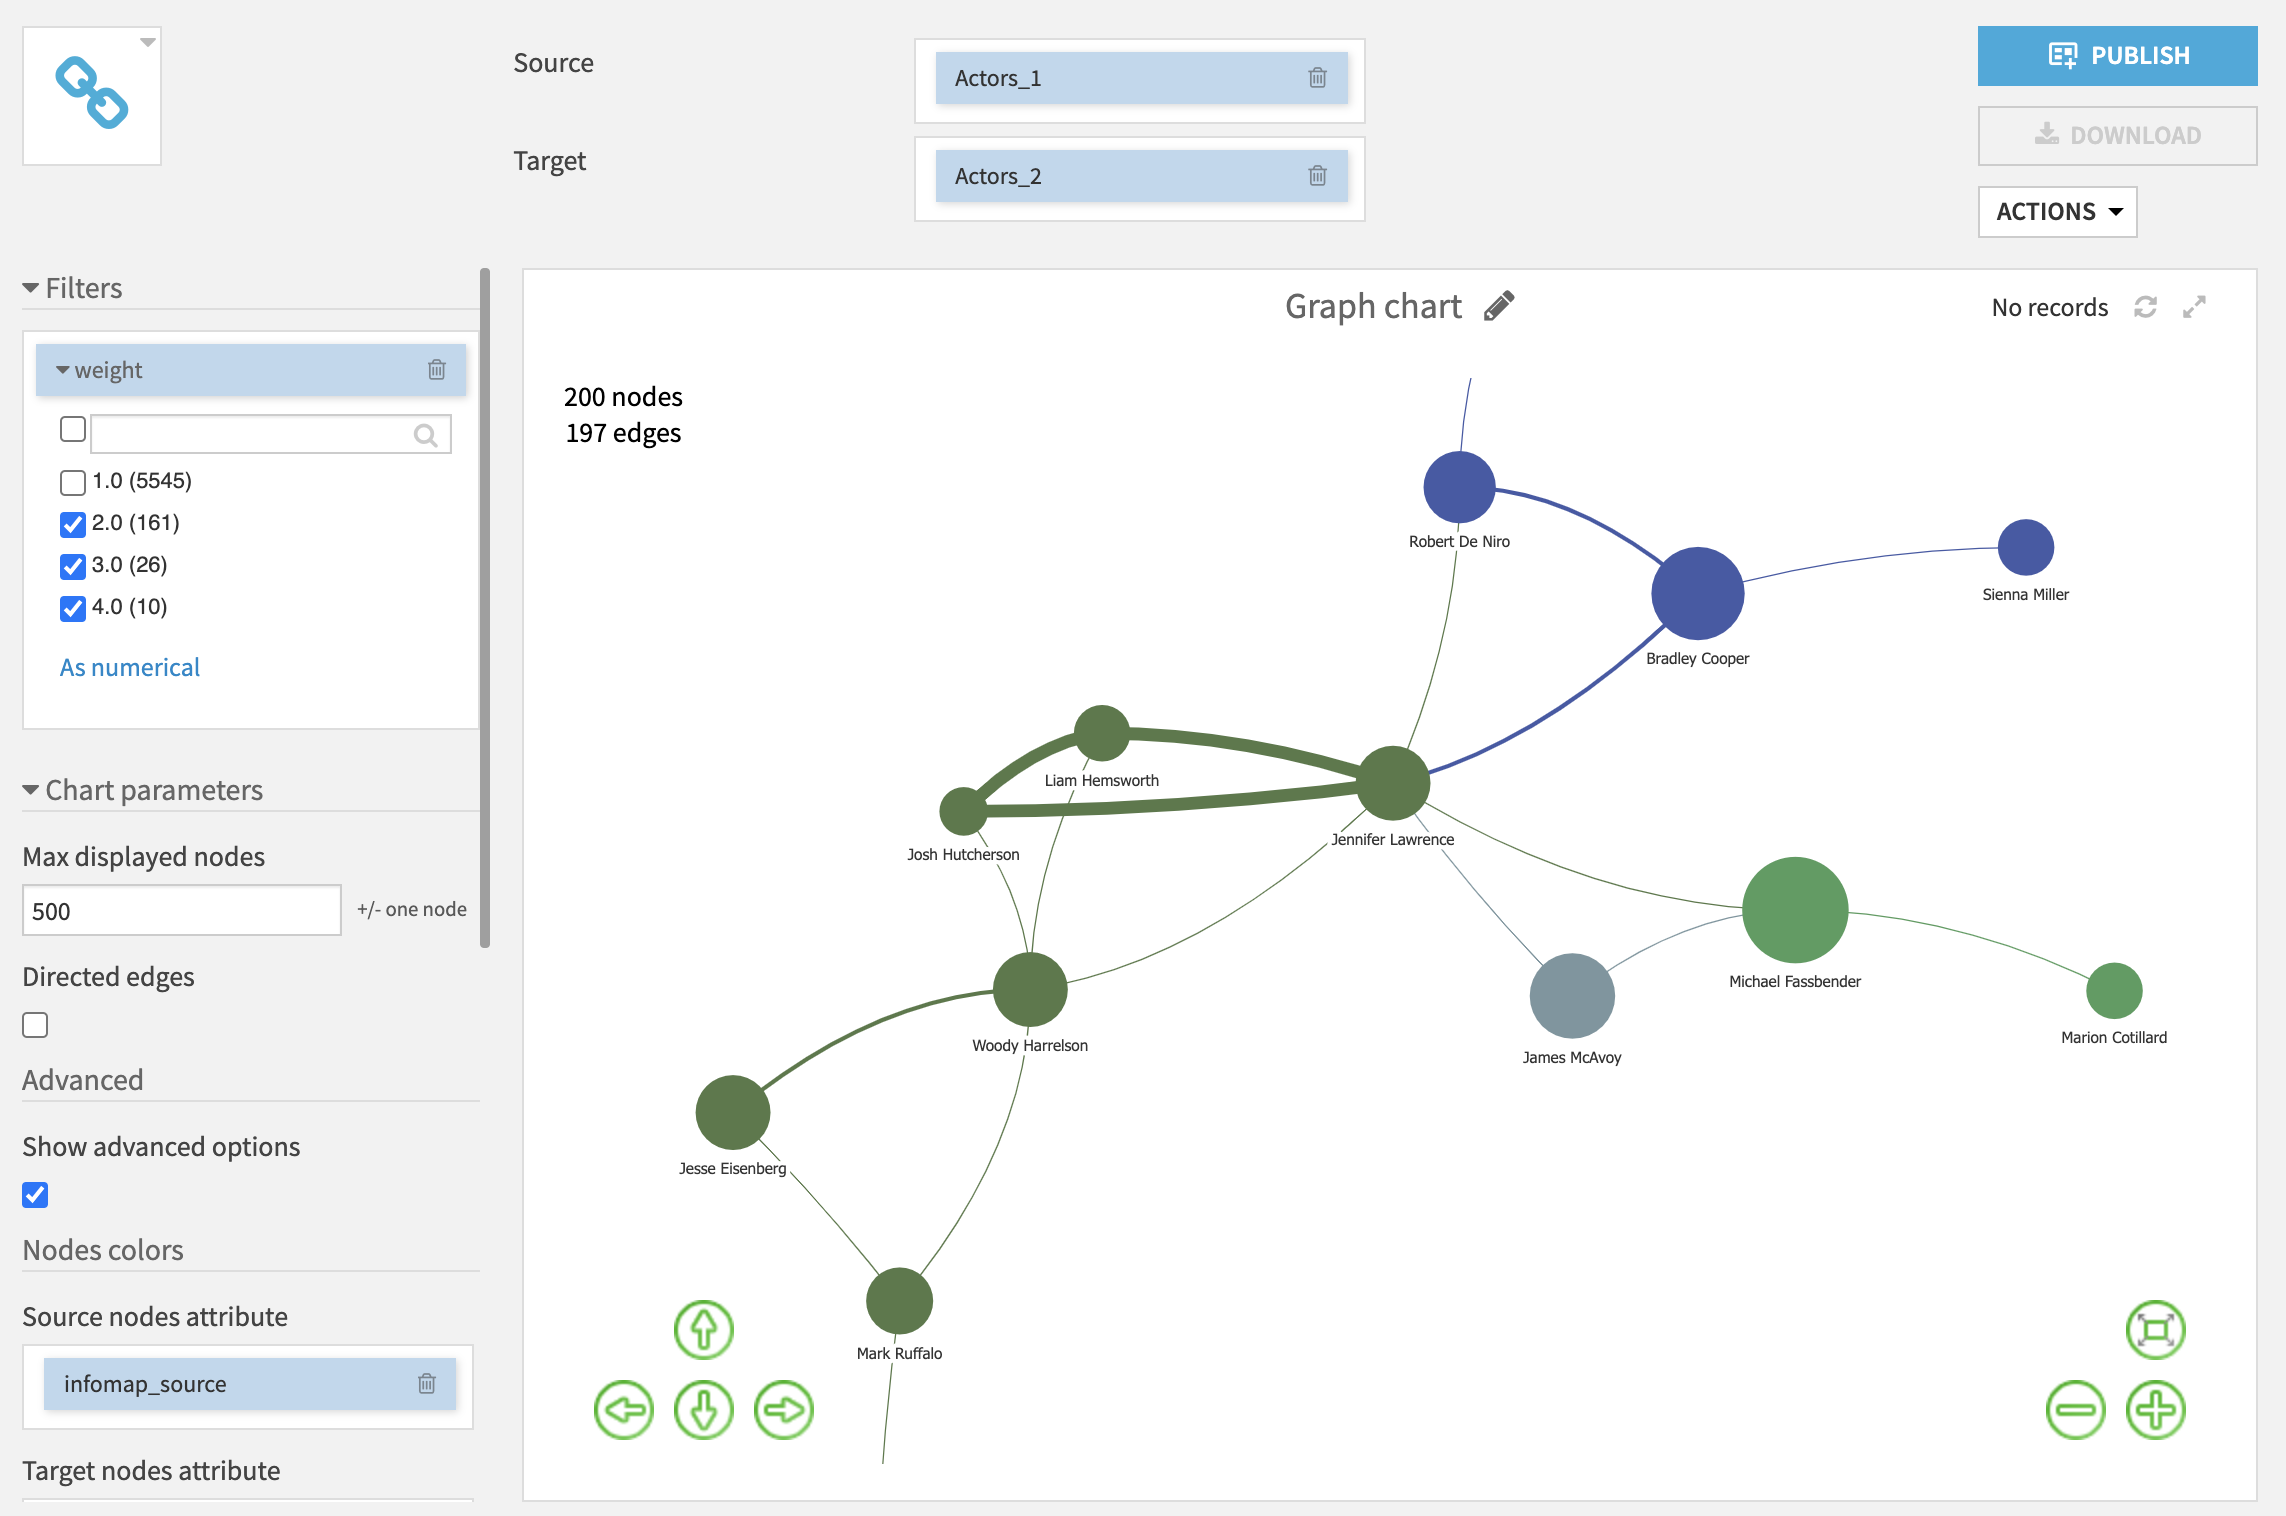 Source
Actors_1
Target
Actors_2
PUBLISH
DOWNLOAD
ACTIONS
Filters
weight
1.0 (5545)
2.0 (161)
3.0 (26)
4.0 (10)
As numerical
Chart parameters
Max displayed nodes
500
+/- one node
Directed edges
Advanced
Show advanced options
Nodes colors
Source nodes attribute
infomap_source
Target nodes attribute
Graph chart
No records
200 nodes
197 edges
Robert De Niro
Sienna Miller
Bradley Cooper
Liam Hemsworth
Jennifer Lawrence
Josh Hutcherson
Michael Fassbender
Marion Cotillard
Woody Harrelson
James McAvoy
Jesse Eisenberg
Mark Ruffalo